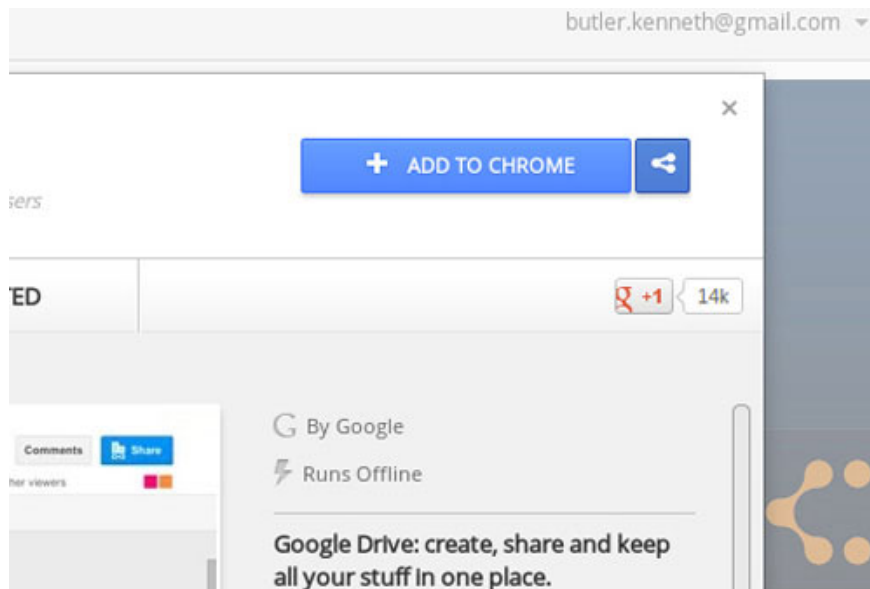 butler.kenneth@gmail.com
ADD TO CHROME
sers
TED
+1
14k
By Google
Comments
Share
her viewers
Runs Offline
Google Drive: create, share and keep
all your stuff in one place.